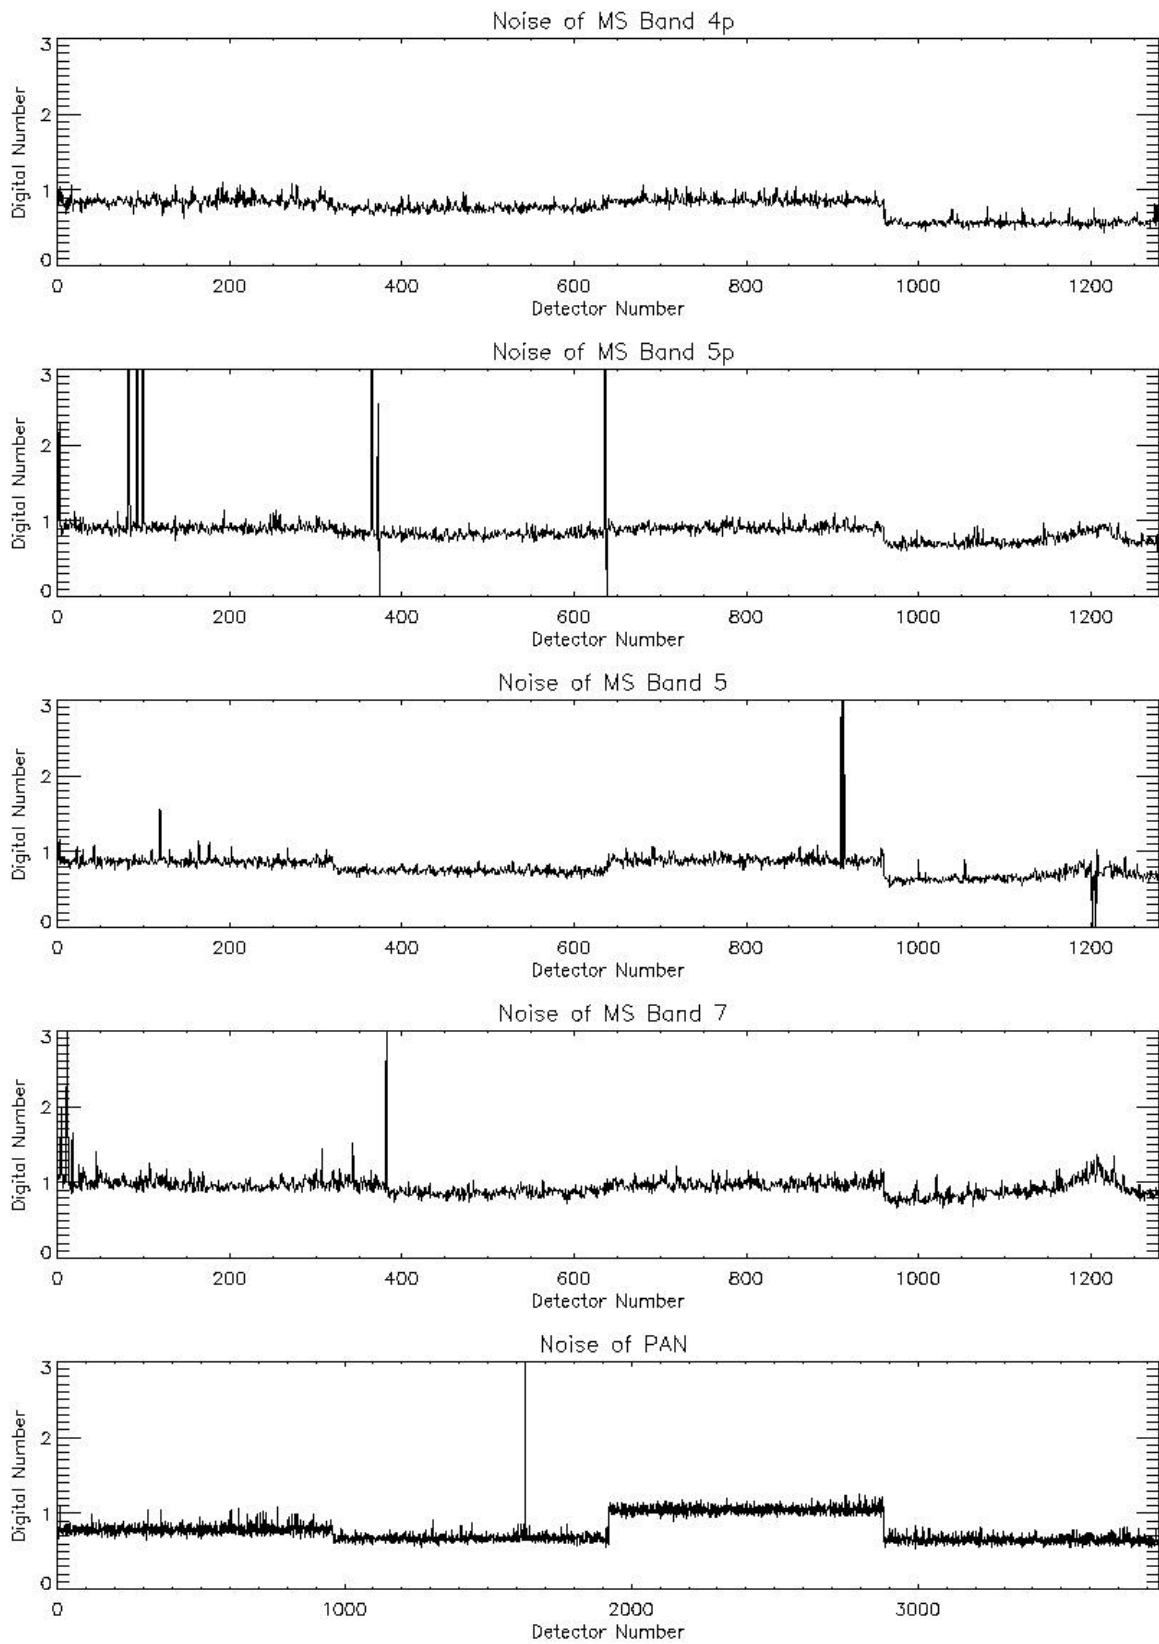 Noise of MS Band 4p
3
2
1
0
Digital Number
0 200 400 600 800 1000 1200
Detector Number
Noise of MS Band 5p
3
2
1
0
Digital Number
0 200 400 600 800 1000 1200
Detector Number
Noise of MS Band 5
3
2
1
0
Digital Number
0 200 400 600 800 1000 1200
Detector Number
Noise of MS Band 7
3
2
1
0
Digital Number
0 200 400 600 800 1000 1200
Detector Number
Noise of PAN
3
2
1
0
Digital Number
0 1000 2000 3000
Detector Number